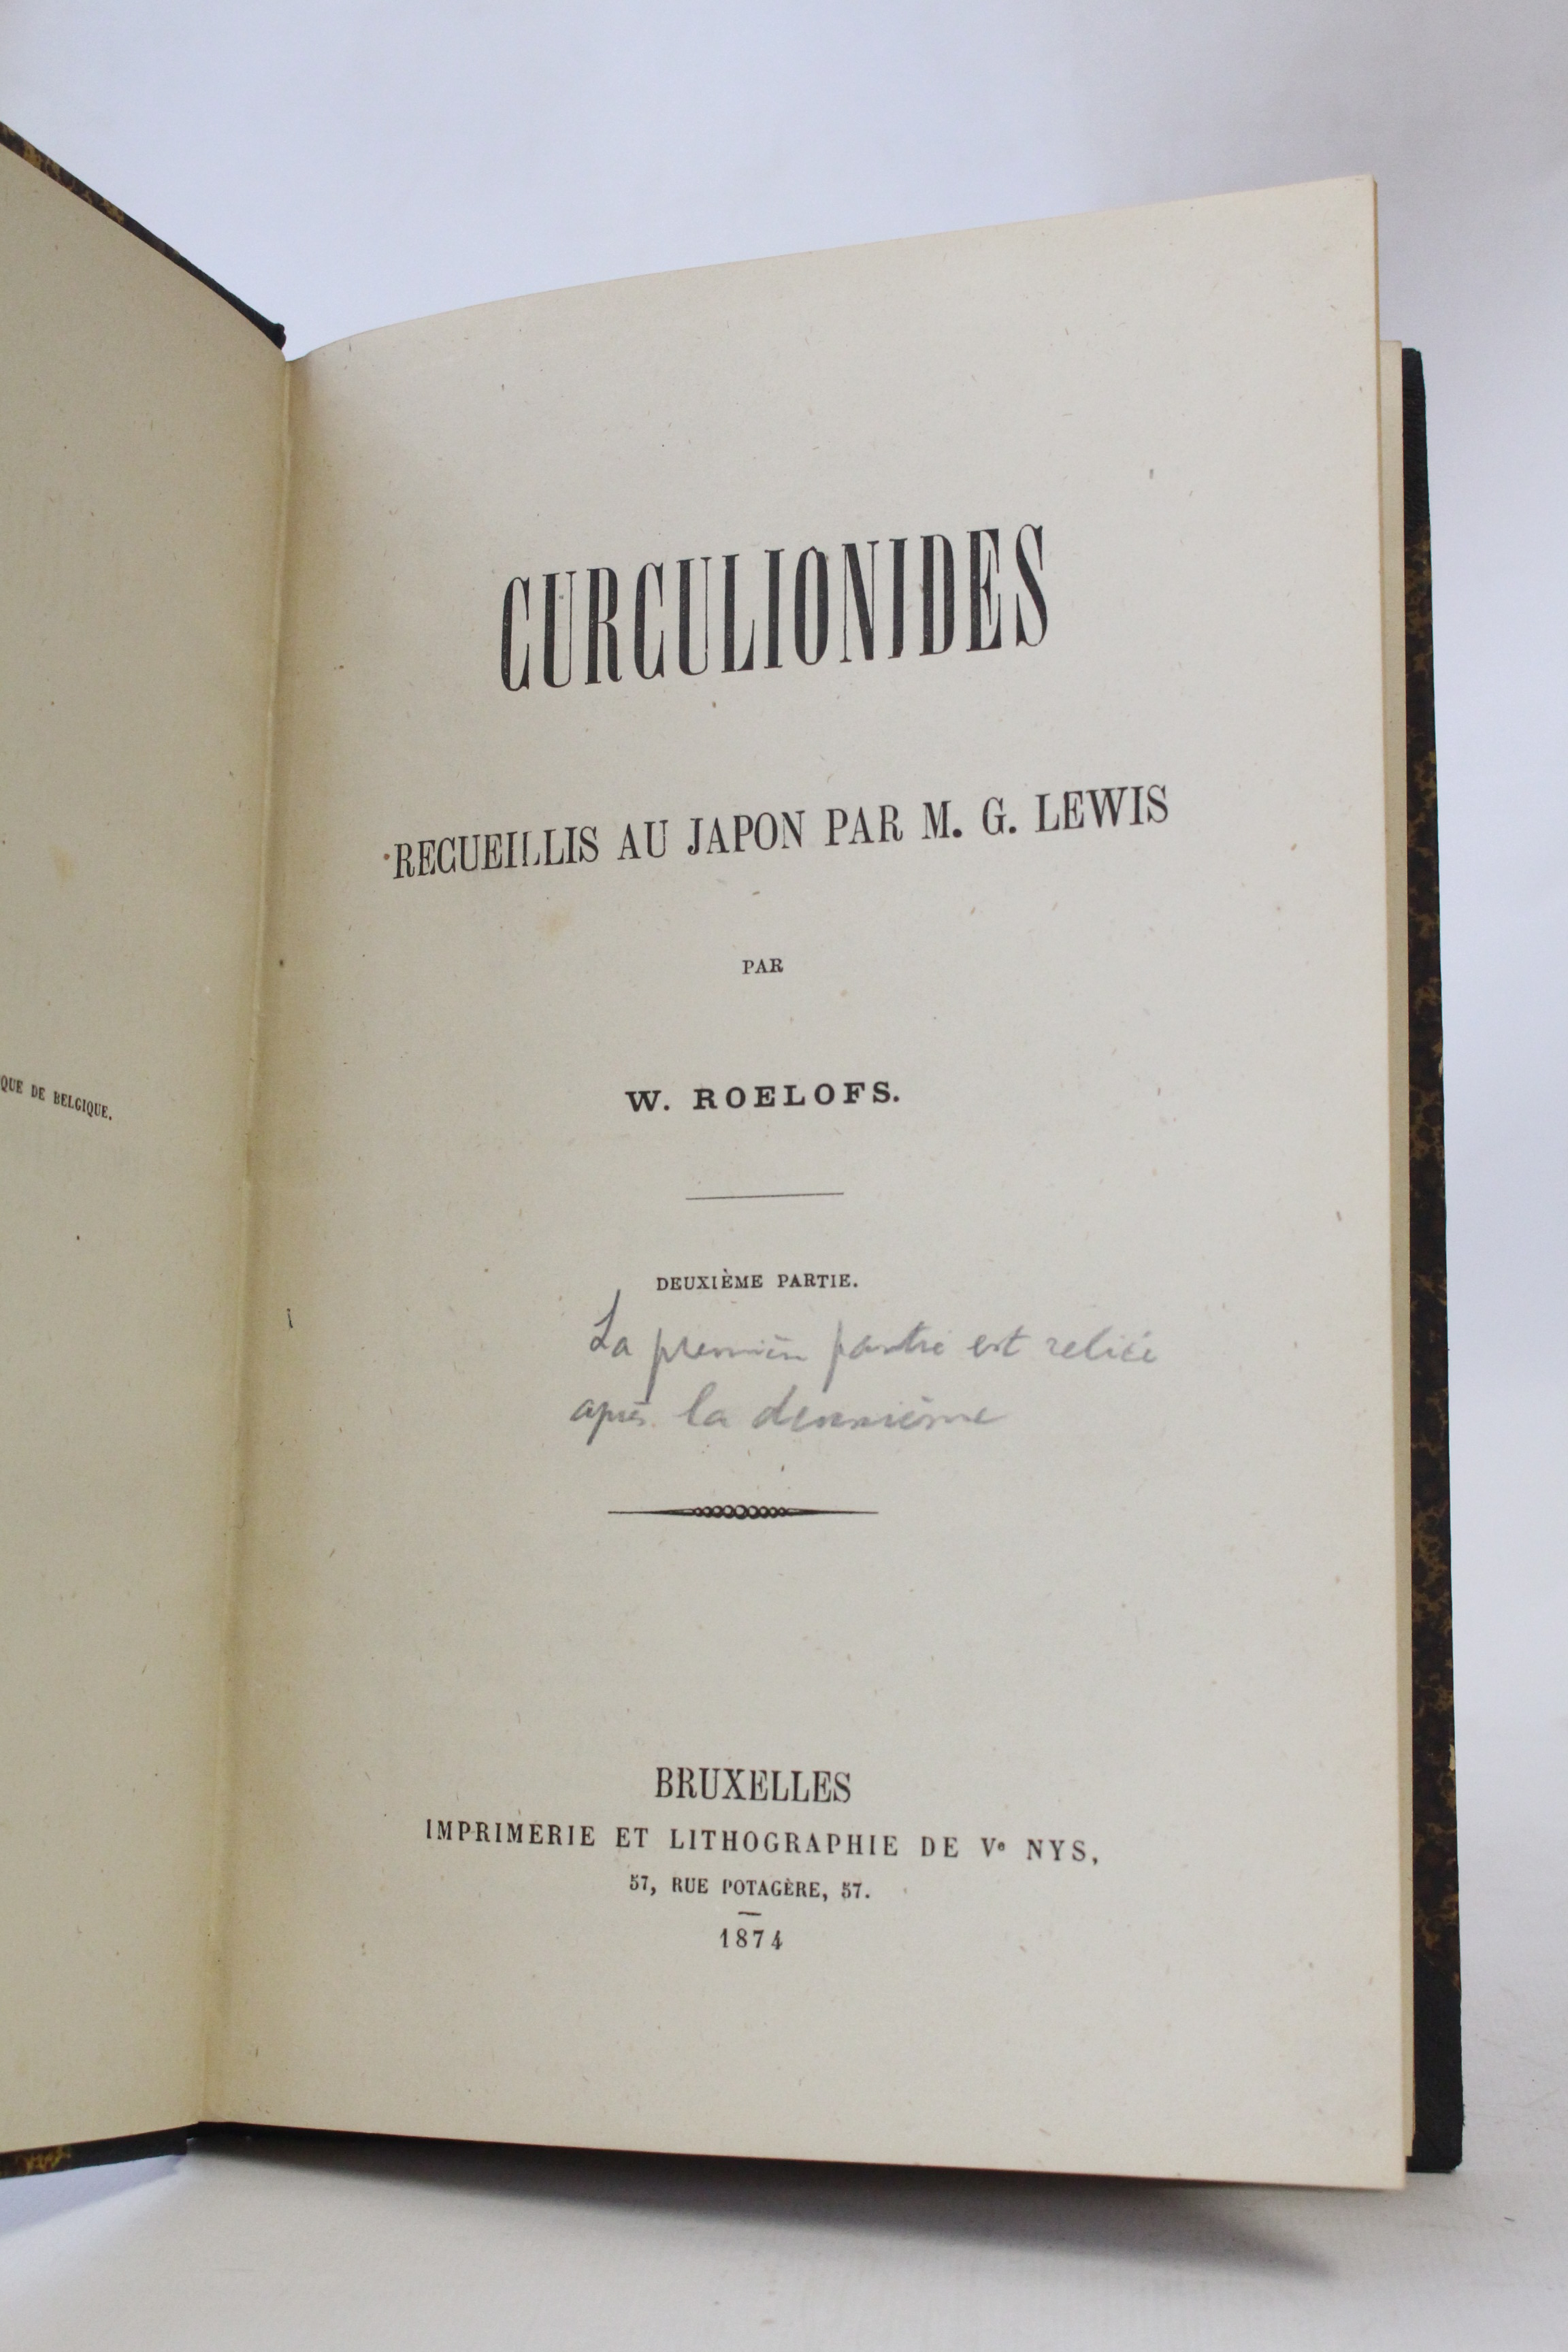 QUE DE BELGIQUE.
CURCULIONIDES
RECUEILLIS AU JAPON PAR M. G. LEWIS
PAR
W. ROELOFS.
DEUXIÈME PARTIE.
La première partie est reliée
après la deuxième
BRUXELLES
IMPRIMERIE ET LITHOGRAPHIE DE Ve NYS,
57, RUE POTAGÈRE, 57.
1874